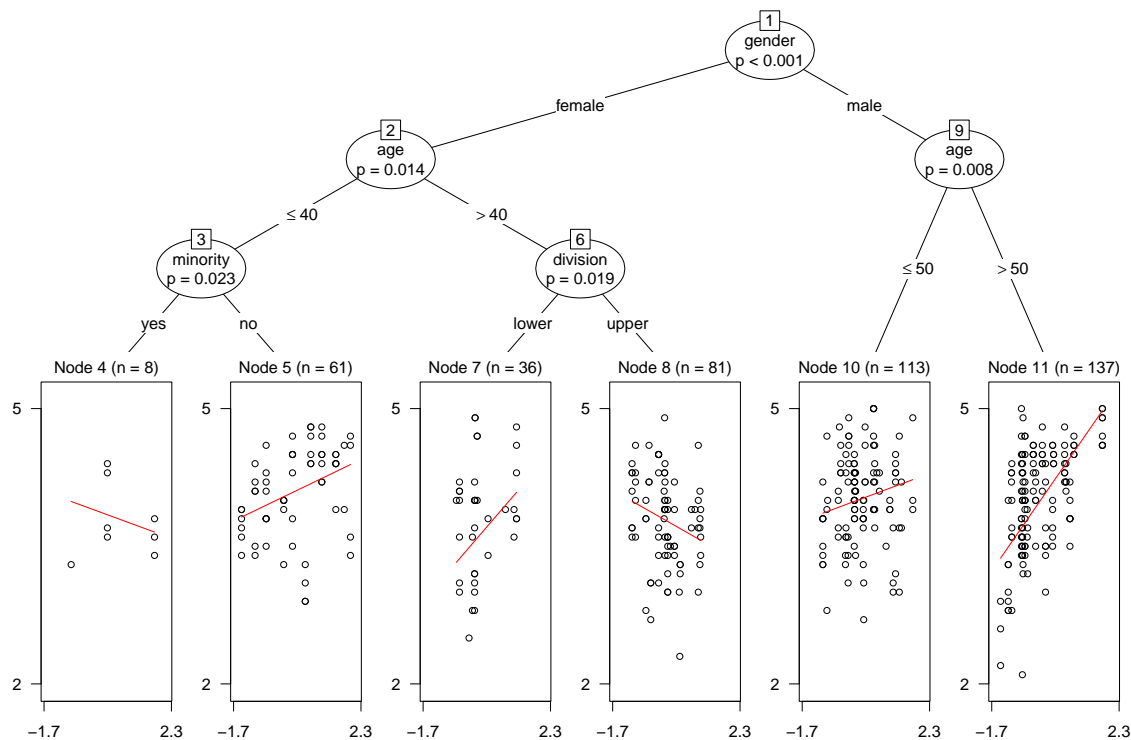 1
gender
p < 0.001
female
male
2
age
p = 0.014
9
age
p = 0.008
≤ 40
> 40
3
minority
p = 0.023
6
division
p = 0.019
≤ 50
> 50
yes
no
lower
upper
Node 4 (n = 8)
Node 5 (n = 61)
Node 7 (n = 36)
Node 8 (n = 81)
Node 10 (n = 113)
Node 11 (n = 137)
5
5
5
5
5
5
2
2
2
2
2
2
−1.7
2.3
−1.7
2.3
−1.7
2.3
−1.7
2.3
−1.7
2.3
−1.7
2.3